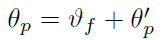 θ_p = ϑ_f + θ′_p